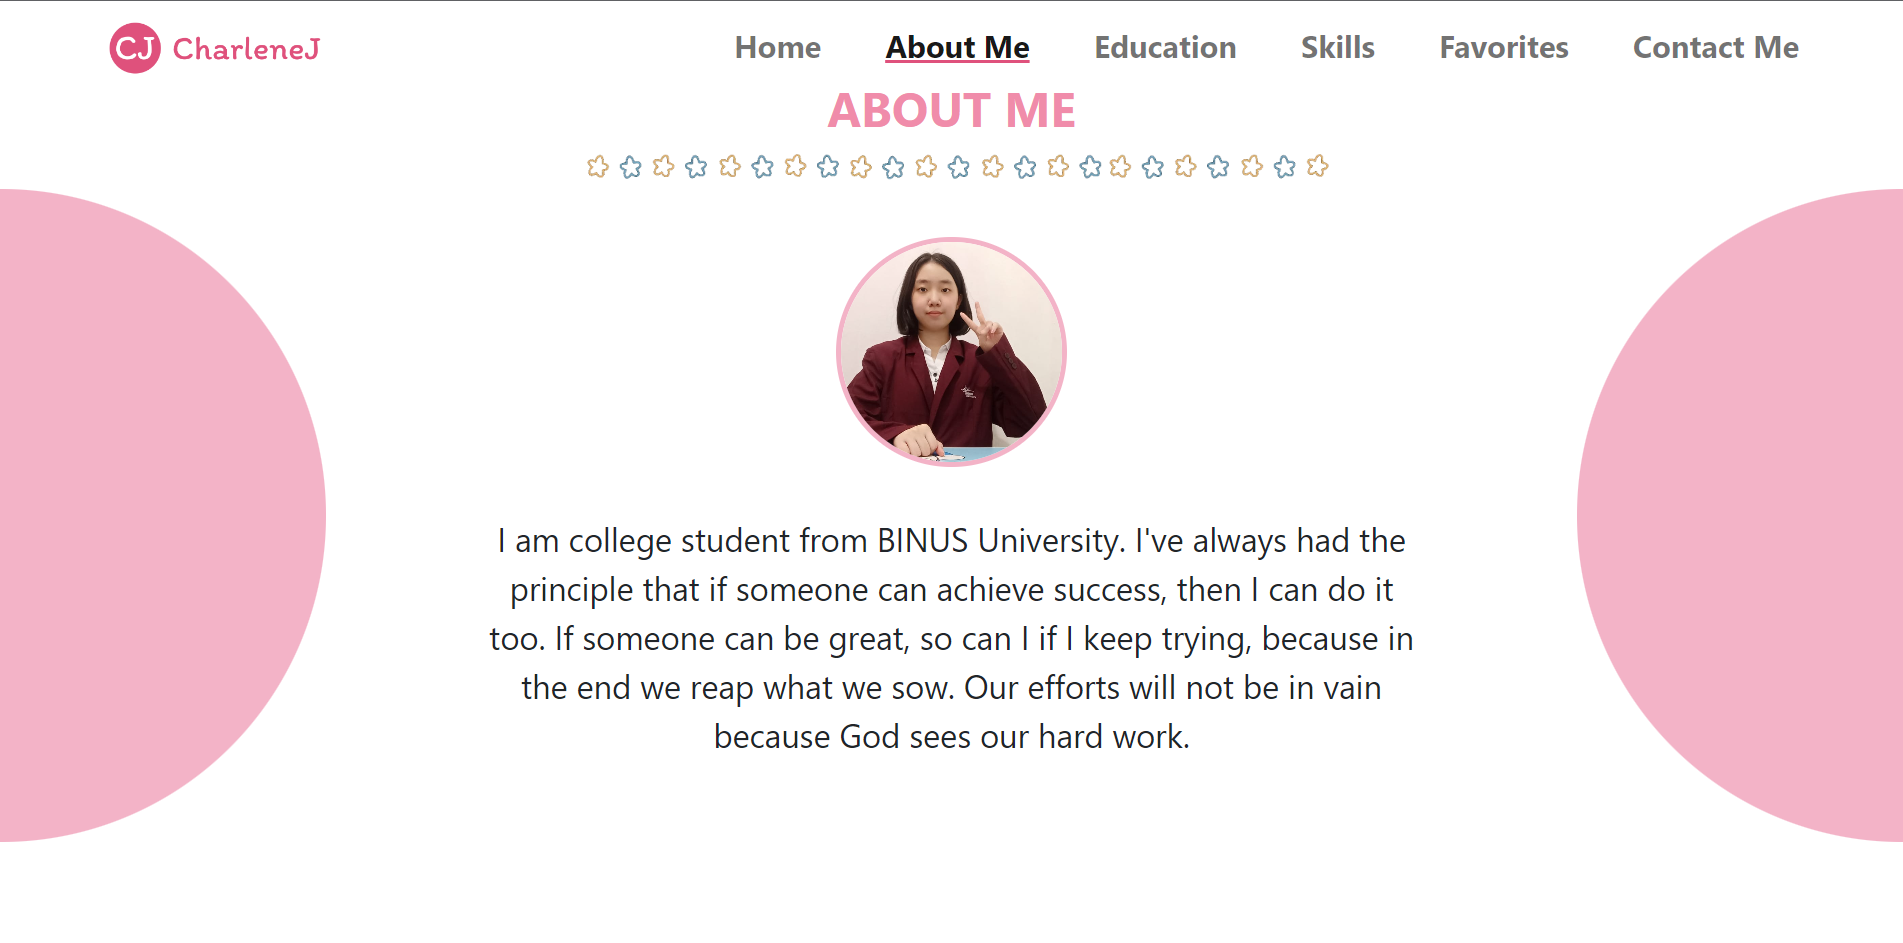 CJ CharleneJ
Home About Me Education Skills Favorites Contact Me
ABOUT ME
I am college student from BINUS University. I've always had the
principle that if someone can achieve success, then I can do it
too. If someone can be great, so can I if I keep trying, because in
the end we reap what we sow. Our efforts will not be in vain
because God sees our hard work.